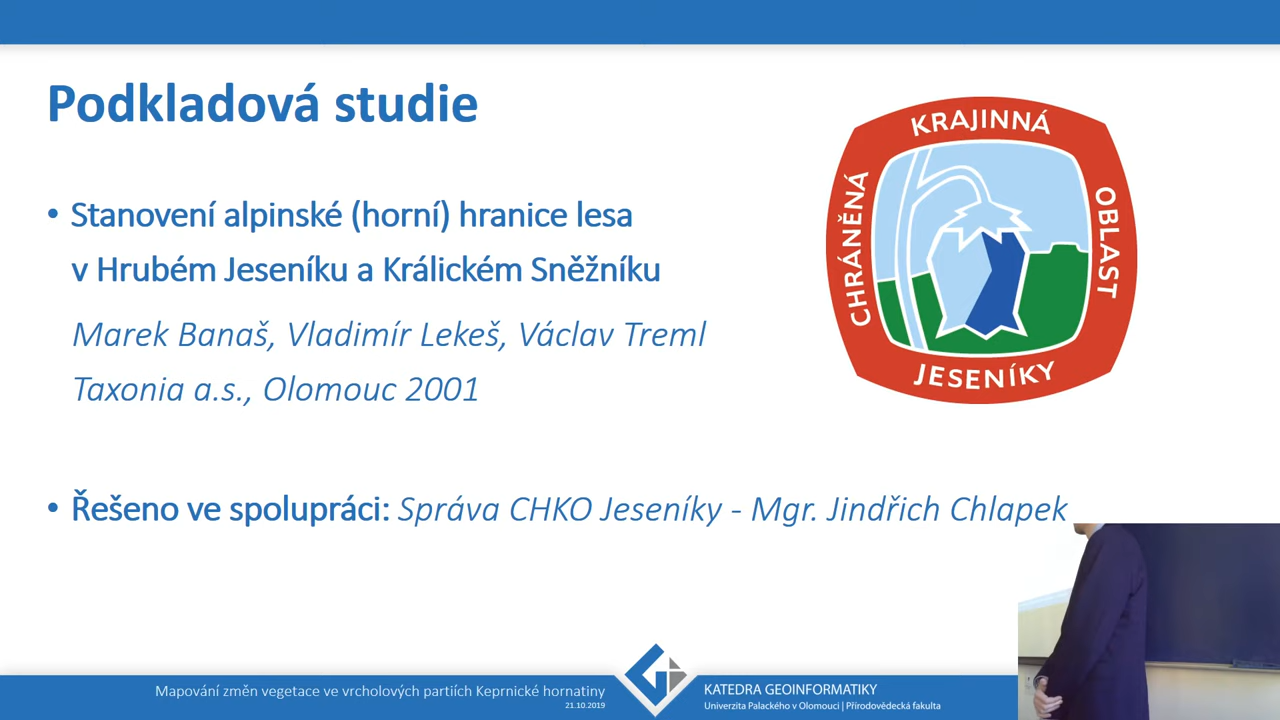 Podkladová studie
• Stanovení alpinské (horní) hranice lesa
v Hrubém Jeseníku a Králickém Sněžníku
Marek Banaš, Vladimír Lekeš, Václav Treml
Taxonia a.s., Olomouc 2001
• Řešeno ve spolupráci: Správa CHKO Jeseníky - Mgr. Jindřich Chlapek
CHRÁNĚNÁ
KRAJINNÁ
OBLAST
JESENÍKY
Mapování změn vegetace ve vrcholových partiích Keprnické hornatiny
21.10.2019
KATEDRA GEOINFORMATIKY
Univerzita Palackého v Olomouci | Přírodovědecká fakulta